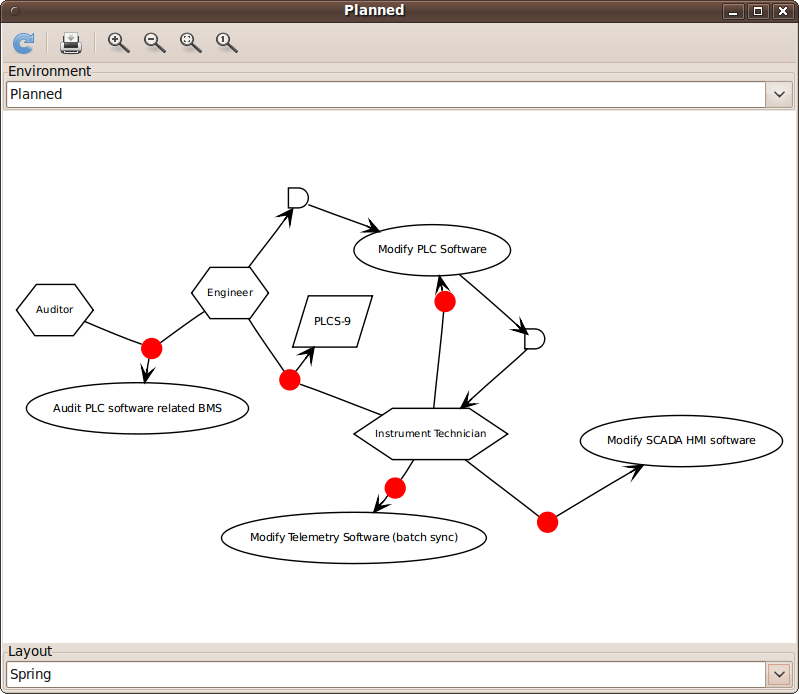 Planned
1
Environment
Planned
Modify PLC Software
Engineer
Auditor
PLCS-9
Audit PLC software related BMS
Instrument Technician
Modify SCADA HMI software
Modify Telemetry Software (batch sync)
Layout
Spring